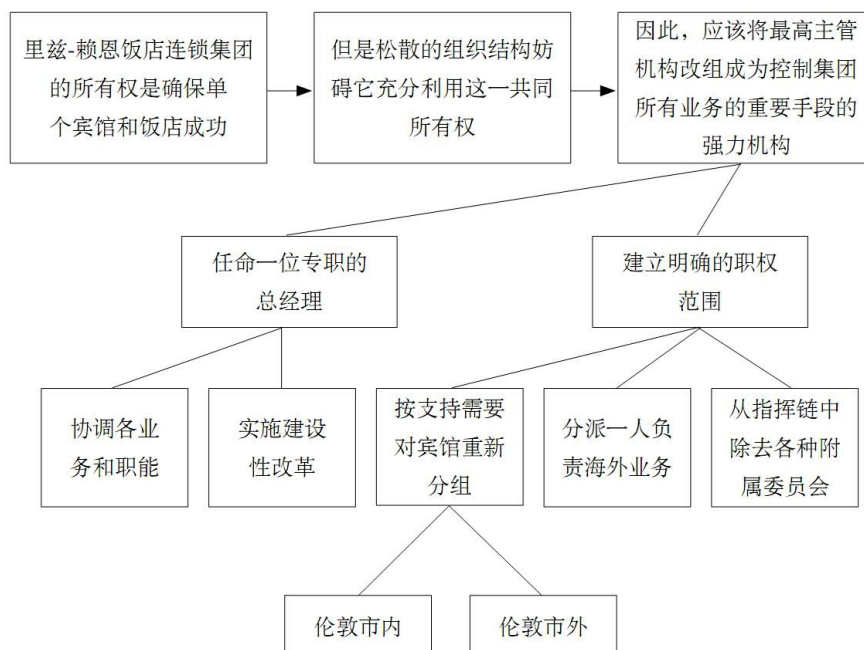 里兹-赖恩饭店连锁集团
的所有权是确保单
个宾馆和饭店成功
但是松散的组织结构妨
碍它充分利用这一共同
所有权
因此，应该将最高主管
机构改组成为控制集团
所有业务的重要手段的
强力机构
任命一位专职的
总经理
建立明确的职权
范围
协调各业
务和职能
实施建设
性改革
按支持需要
对宾馆重新
分组
分派一人负
责海外业务
从指挥链中
除去各种附
属委员会
伦敦市内
伦敦市外